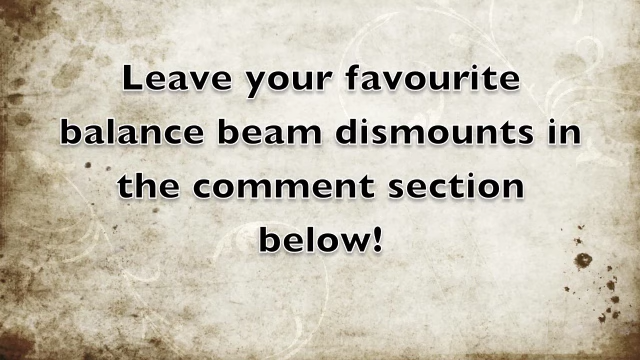 Leave your favourite
balance beam dismounts in
the comment section
below!